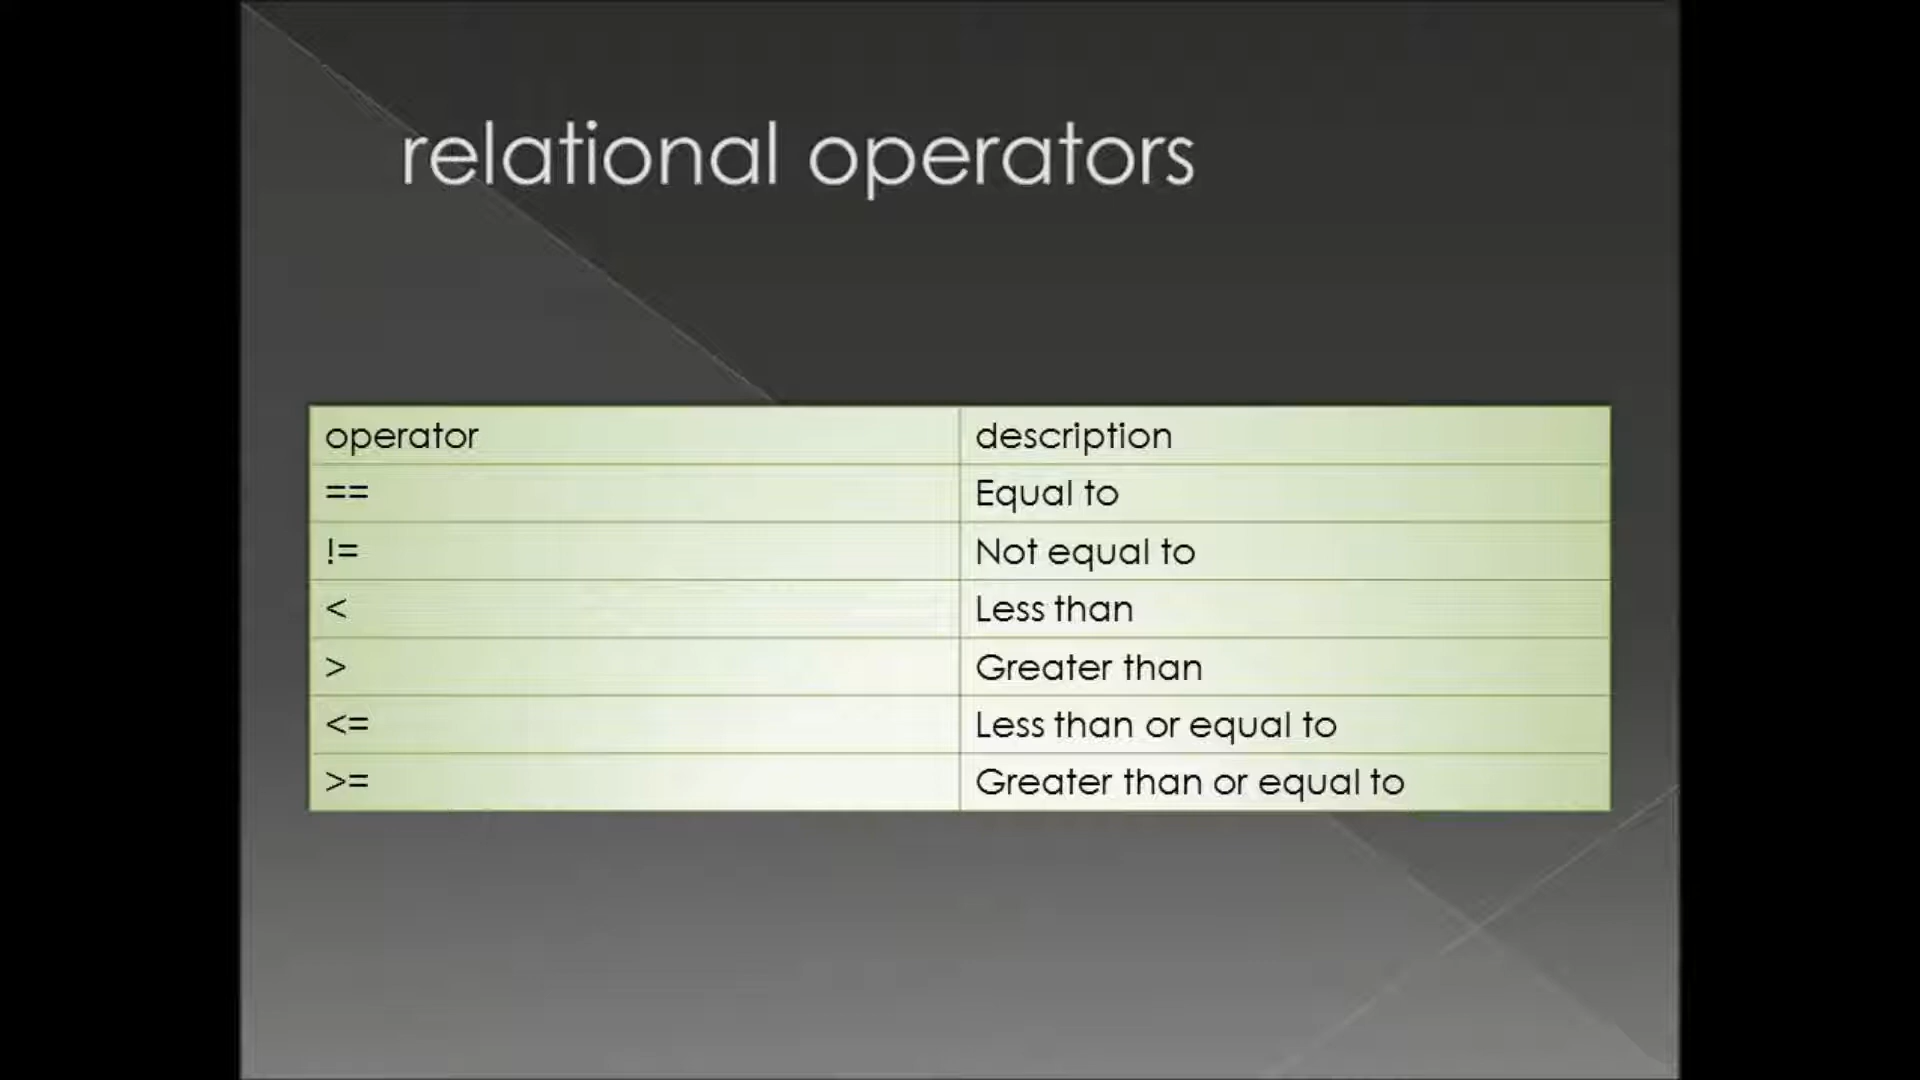 relational operators
operator description
== Equal to
!= Not equal to
< Less than
> Greater than
<= Less than or equal to
>= Greater than or equal to